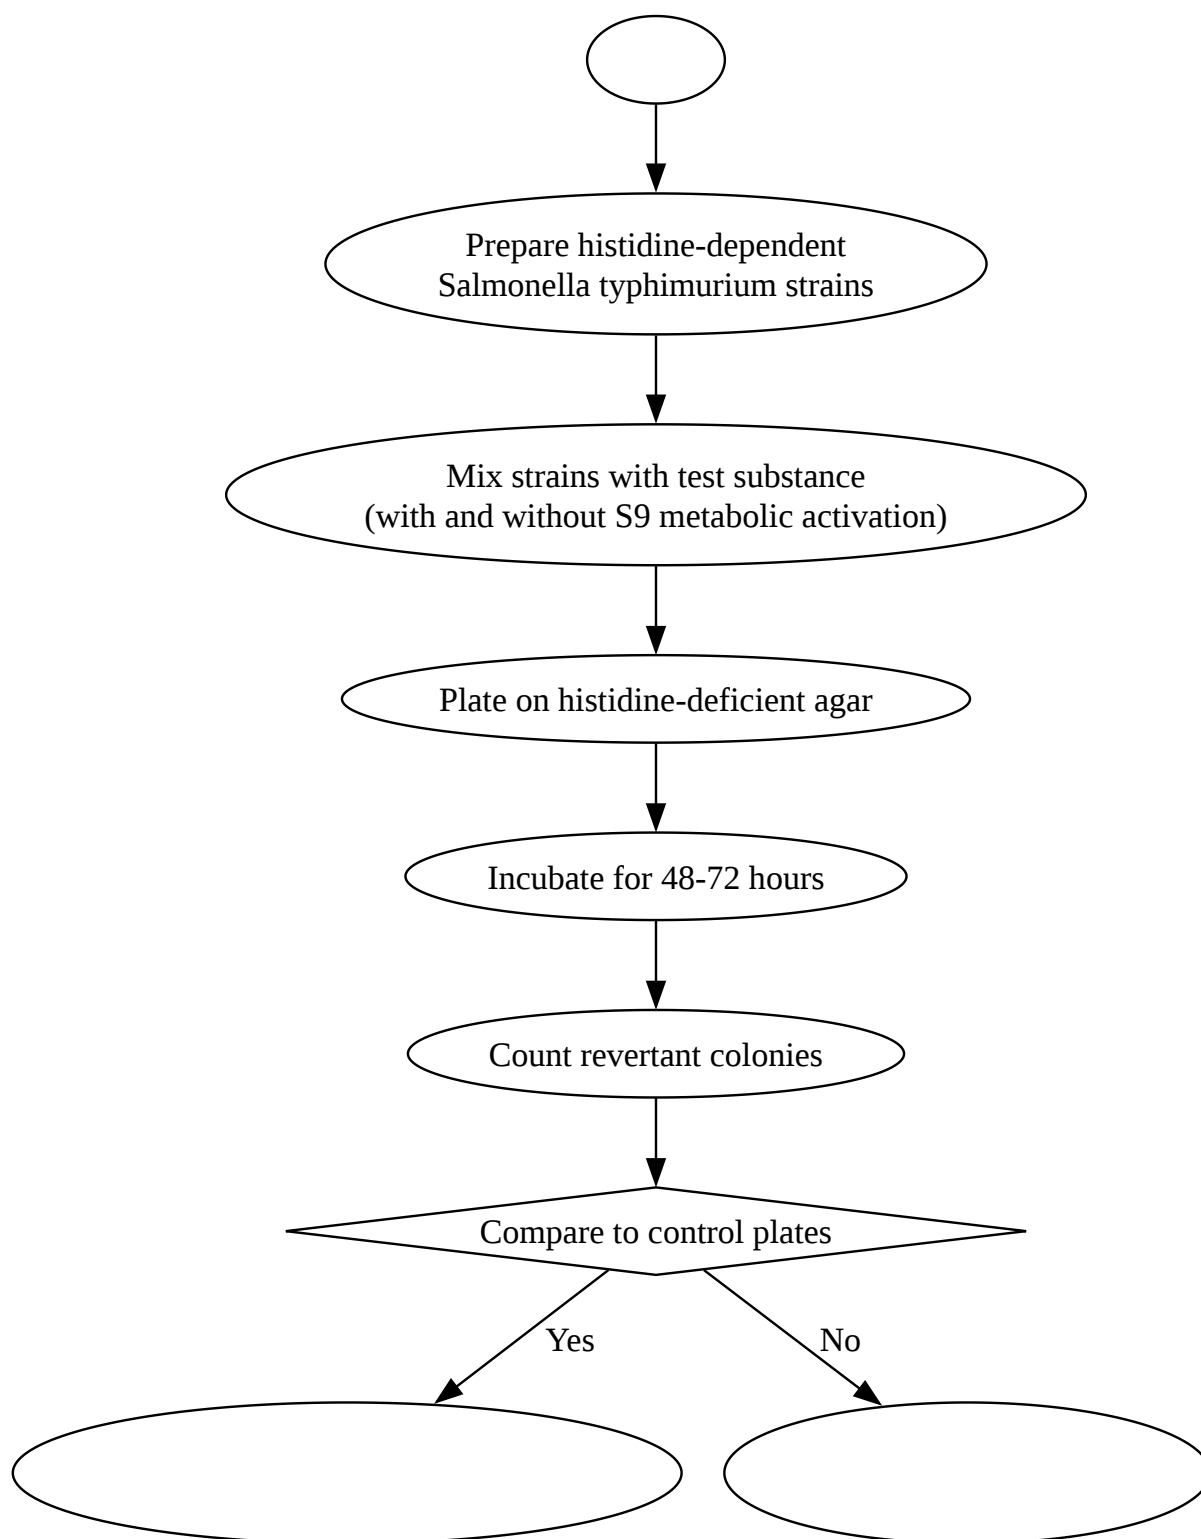 Prepare histidine-dependent
Salmonella typhimurium strains
Mix strains with test substance
(with and without S9 metabolic activation)
Plate on histidine-deficient agar
Incubate for 48-72 hours
Count revertant colonies
Compare to control plates
Yes
No